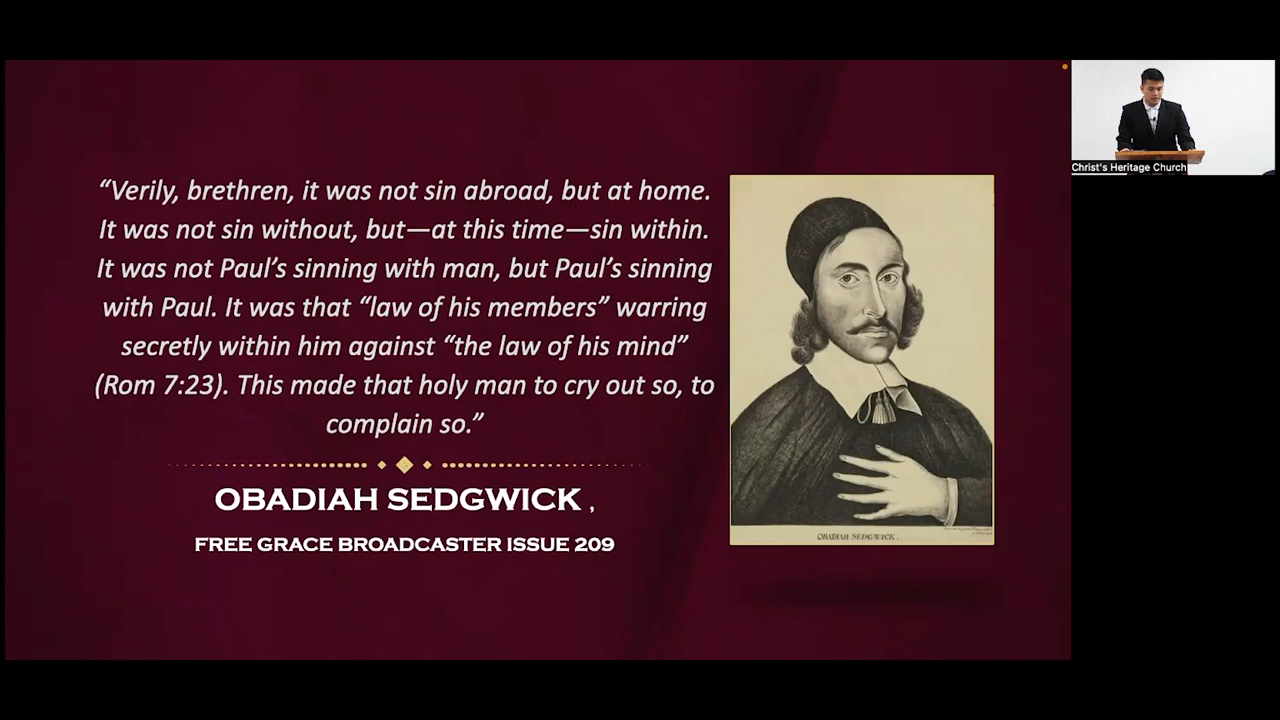 “Verily, brethren, it was not sin abroad, but at home.
It was not sin without, but—at this time—sin within.
It was not Paul’s sinning with man, but Paul’s sinning
with Paul. It was that “law of his members” warring
secretly within him against “the law of his mind”
(Rom 7:23). This made that holy man to cry out so, to
complain so.”
OBADIAH SEDGWICK ,
FREE GRACE BROADCASTER ISSUE 209
OBADIAH SEDGWICK.
Christ's Heritage Church